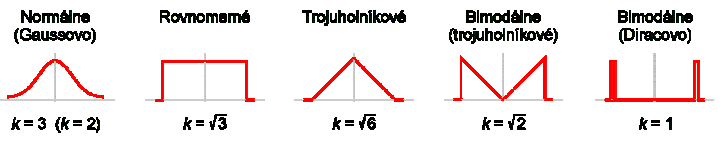 Normálne
(Gaussovo)
Rovnomerné
Trojuholníkové
Bimodálne
(trojuholníkové)
Bimodálne
(Diracovo)
k = 3 (k = 2)
k = √3
k = √6
k = √2
k = 1